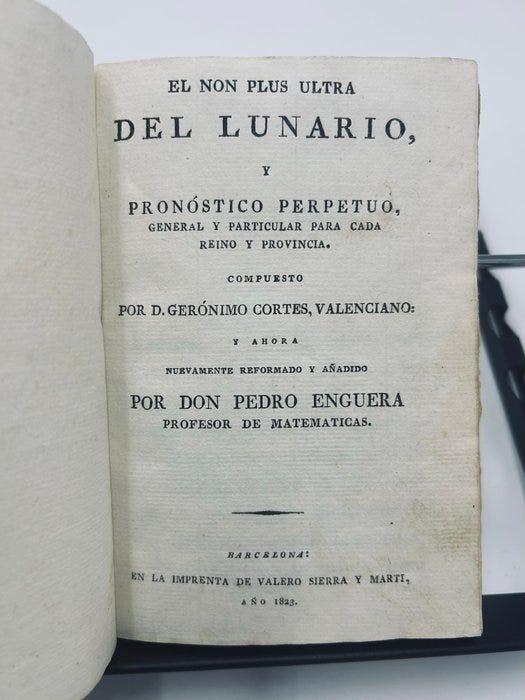 EL NON PLUS ULTRA
DEL LUNARIO,
Y
PRONÓSTICO PERPETUO,
GENERAL Y PARTICULAR PARA CADA
REINO Y PROVINCIA.
COMPUESTO
POR D. GERÓNIMO CORTES, VALENCIANO:
Y AHORA
NUEVAMENTE REFORMADO Y AÑADIDO
POR DON PEDRO ENGUERA
PROFESOR DE MATEMATICAS.
BARCELONA:
EN LA IMPRENTA DE VALERO SIERRA Y MARTI,
AÑO 1823.